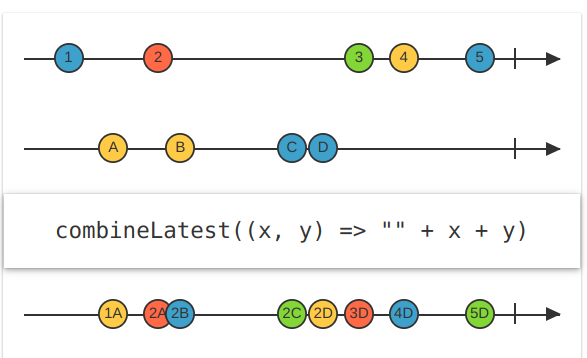 1 2 3 4 5
A B C D
combineLatest((x, y) => "" + x + y)
1A 2A 2B 2C 2D 3D 4D 5D